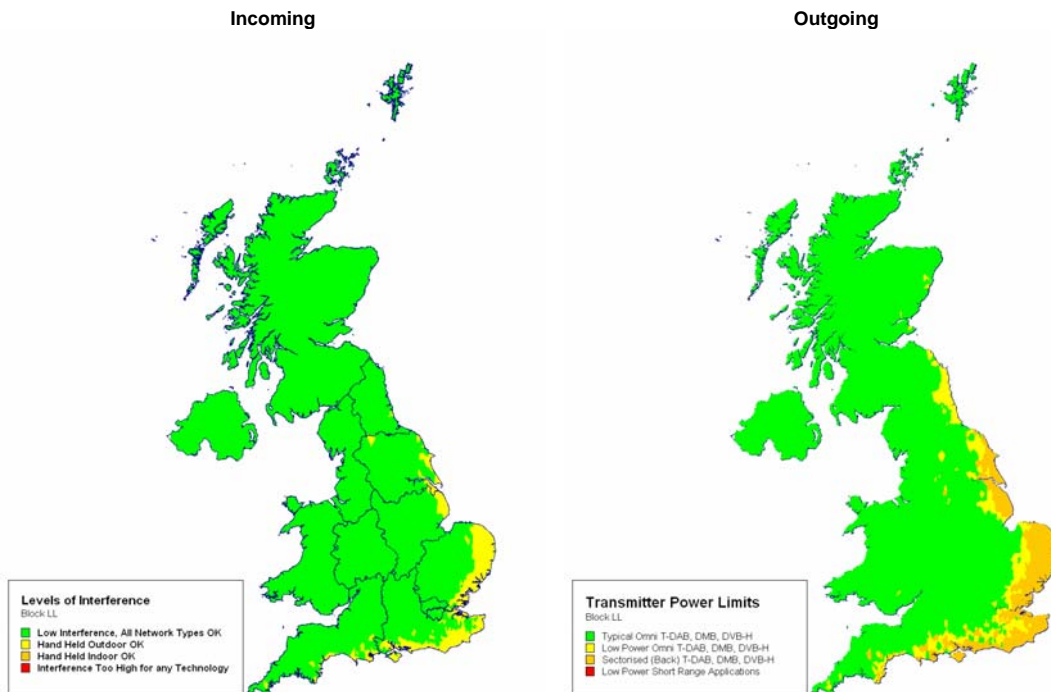 Incoming
Outgoing
Levels of Interference
Block LL
Low Interference, All Network Types OK
Hand Held Outdoor OK
Hand Held Indoor OK
Interference Too High for any Technology
Transmitter Power Limits
Block LL
Typical Omni T-DAB, DMB, DVB-H
Low Power Omni T-DAB, DMB, DVB-H
Sectorised (Back) T-DAB, DMB, DVB-H
Low Power Short Range Applications